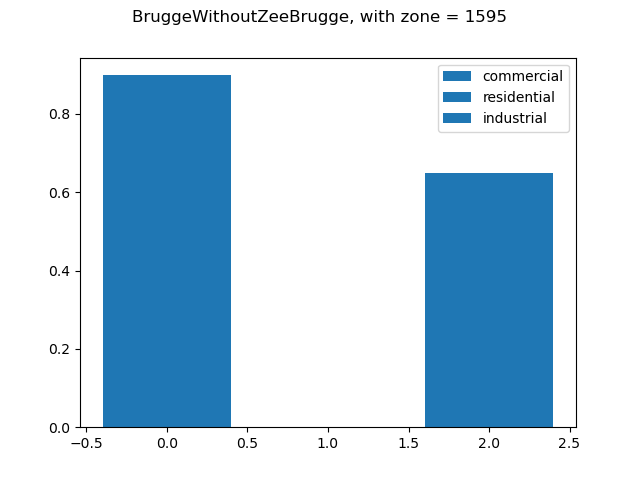 BruggeWithoutZeeBrugge, with zone = 1595
commercial
residential
industrial
0.8
0.6
0.4
0.2
0.0
−0.5 0.0 0.5 1.0 1.5 2.0 2.5